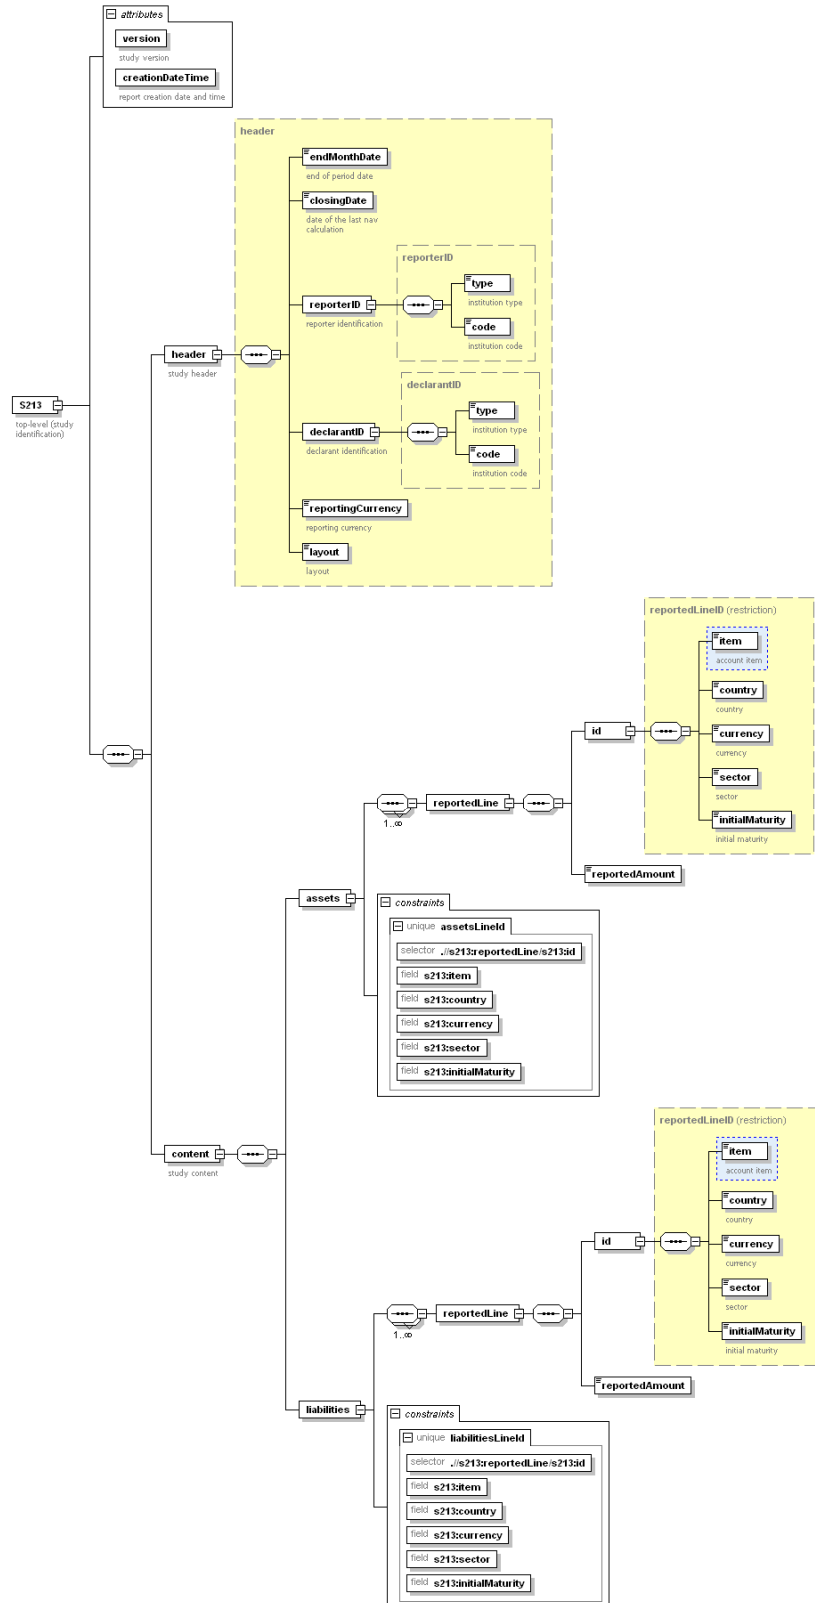 attributes
version
study version
creationDateTime
report creation date and time
header
endMonthDate
end of period date
closingDate
date of the last nav
calculation
reporterID
type
institution type
reporterID
reporter identification
code
institution code
header
study header
declarantID
S213
top-level (study
identification)
type
institution type
declarantID
declarant identification
code
institution code
reportingCurrency
reporting currency
layout
layout
reportedLineID (restriction)
item
account item
country
country
id
currency
currency
sector
sector
reportedLine
1..∞
initialMaturity
initial maturity
reportedAmount
assets
constraints
unique assetsLineId
selector .//s213:reportedLine/s213:id
field s213:item
field s213:country
field s213:currency
field s213:sector
field s213:initialMaturity
reportedLineID (restriction)
content
study content
item
account item
country
country
id
currency
currency
sector
sector
reportedLine
1..∞
initialMaturity
initial maturity
reportedAmount
liabilities
constraints
unique liabilitiesLineId
selector .//s213:reportedLine/s213:id
field s213:item
field s213:country
field s213:currency
field s213:sector
field s213:initialMaturity